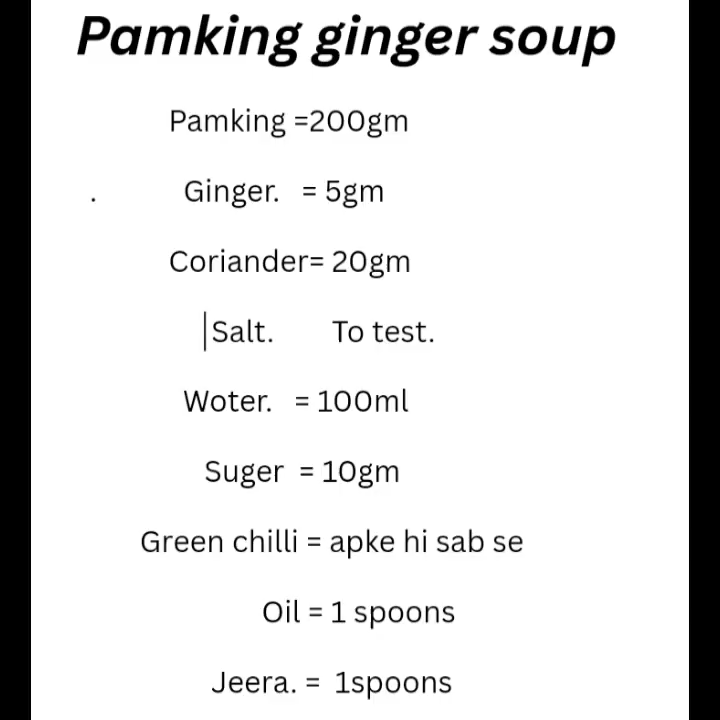 Pamking ginger soup
Pamking =200gm
. Ginger. = 5gm
Coriander= 20gm
Salt. To test.
Woter. = 100ml
Suger = 10gm
Green chilli = apke hi sab se
Oil = 1 spoons
Jeera. = 1spoons